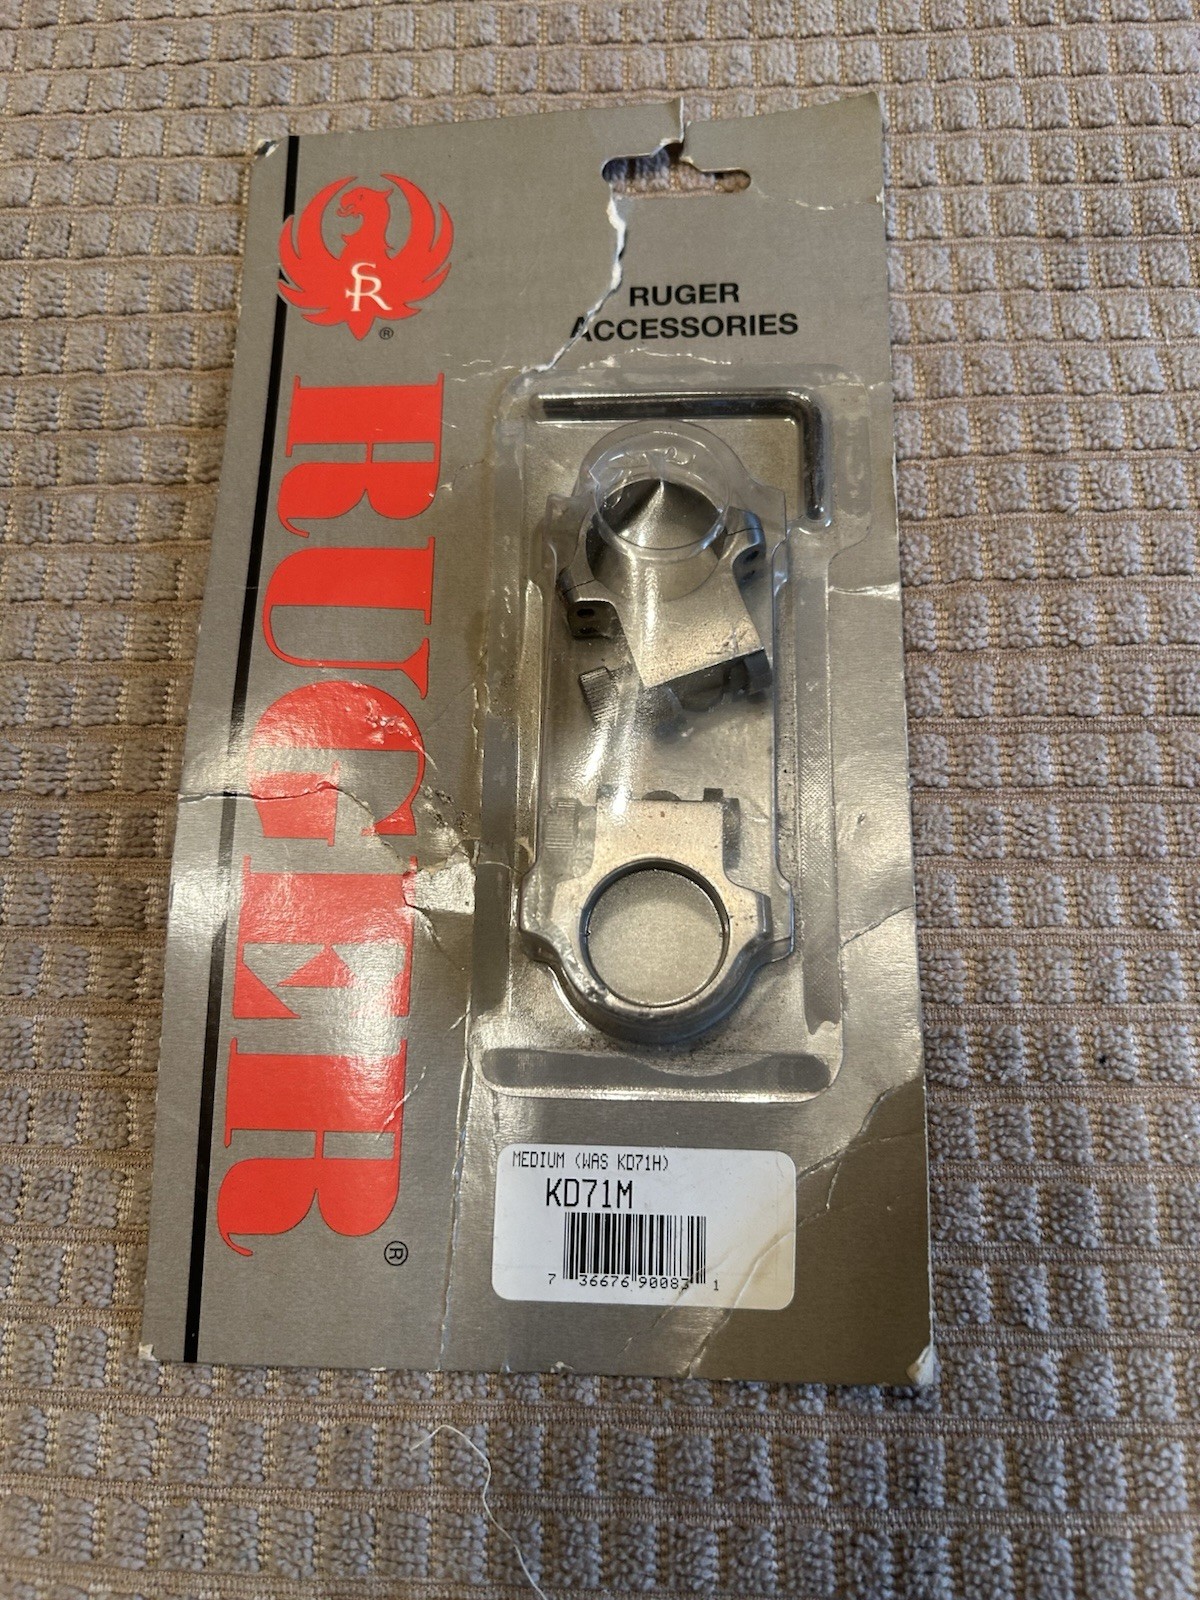 SR
®
RUGER®
RUGER
ACCESSORIES
MEDIUM (WAS KD71H)
KD71M
7 36676 90083 1